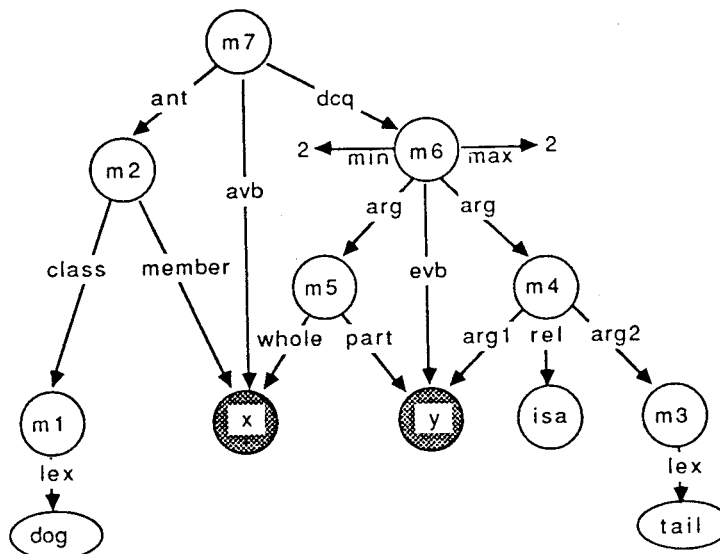 m7
ant
dcq
2
min
m6
max
2
m2
avb
arg
arg
class
member
m5
evb
m4
whole
part
arg1
rel
arg2
m1
x
y
isa
m3
lex
lex
dog
tail